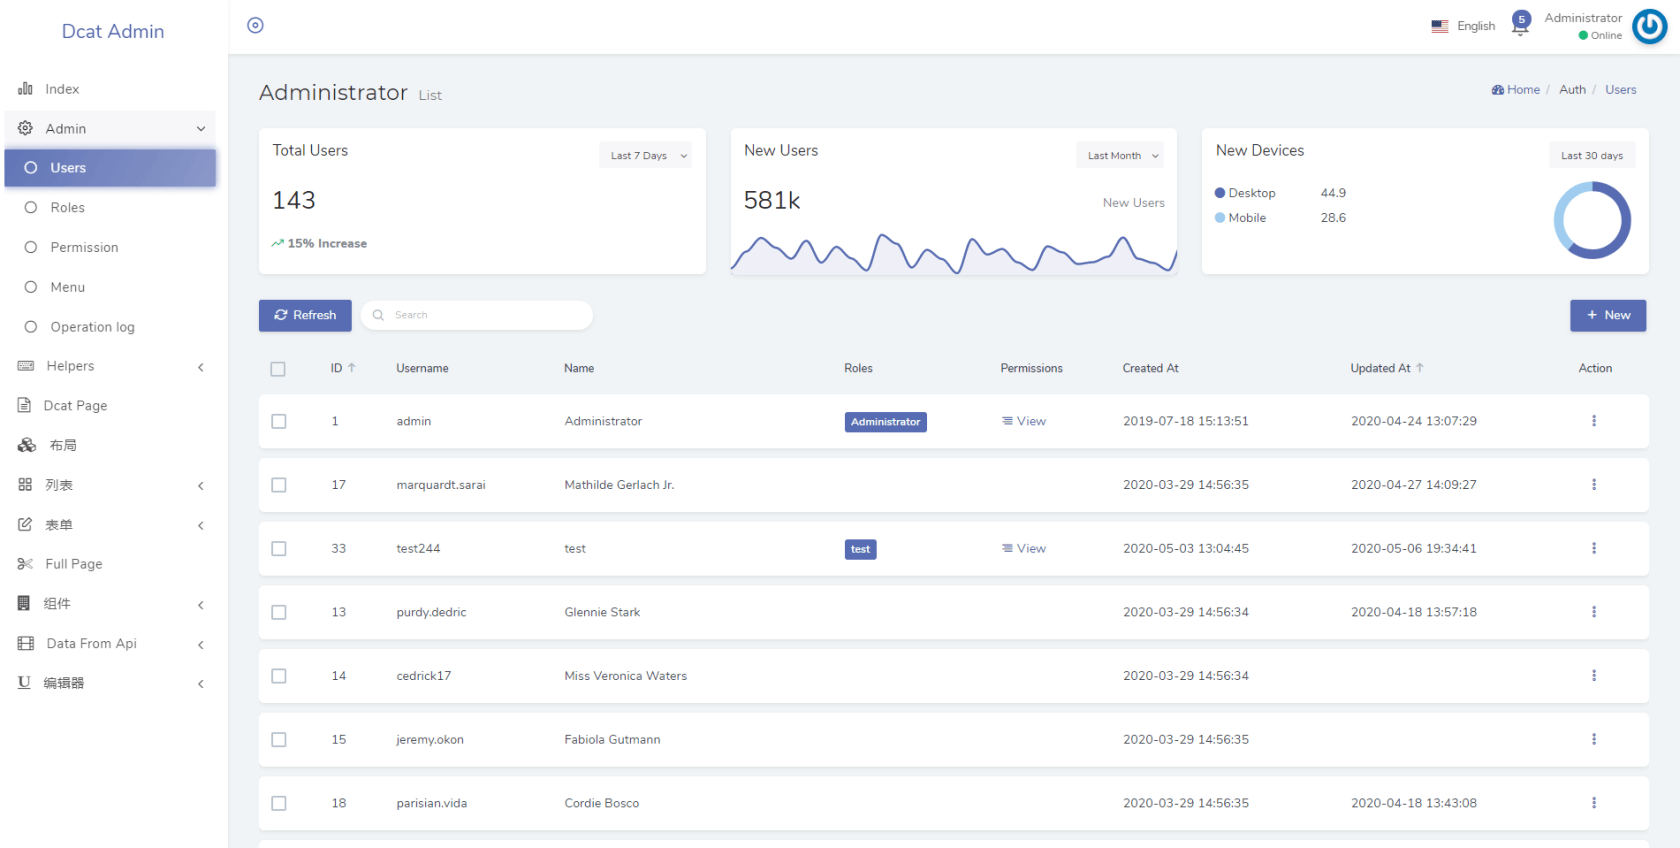 Dcat Admin
English
5
Administrator
Online
Index
Admin
Users
Roles
Permission
Menu
Operation log
Helpers
Dcat Page
布局
列表
表单
Full Page
组件
Data From Api
编辑器
Administrator List
Home / Auth / Users
Total Users
Last 7 Days
143
15% Increase
New Users
Last Month
581k
New Users
New Devices
Last 30 days
Desktop 44.9
Mobile 28.6
Refresh
Search
+ New
ID Username Name Roles Permissions Created At Updated At Action
1 admin Administrator Administrator View 2019-07-18 15:13:51 2020-04-24 13:07:29
17 marquardt.sarai Mathilde Gerlach Jr. 2020-03-29 14:56:35 2020-04-27 14:09:27
33 test244 test test View 2020-05-03 13:04:45 2020-05-06 19:34:41
13 purdy.dedric Glennie Stark 2020-03-29 14:56:34 2020-04-18 13:57:18
14 cedrick17 Miss Veronica Waters 2020-03-29 14:56:34
15 jeremy.okon Fabiola Gutmann 2020-03-29 14:56:35
18 parisian.vida Cordie Bosco 2020-03-29 14:56:35 2020-04-18 13:43:08